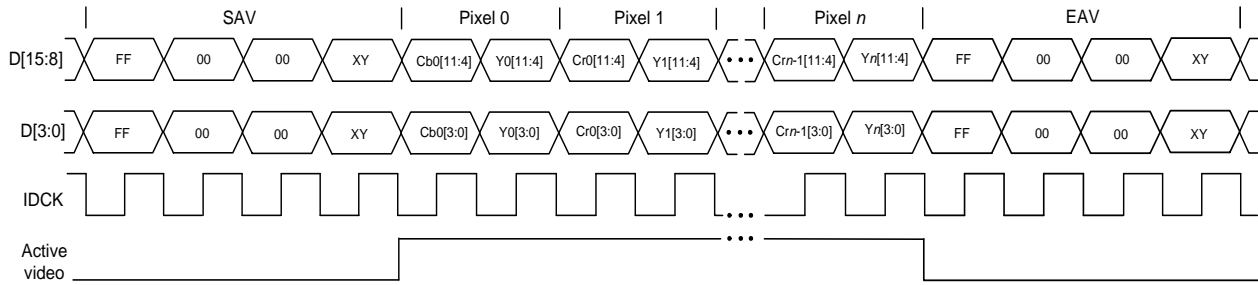 SAV Pixel 0 Pixel 1 Pixel n EAV
D[15:8] FF 00 00 XY Cb0[11:4] Y0[11:4] Cr0[11:4] Y1[11:4] ••• Crn-1[11:4] Yn[11:4] FF 00 00 XY
D[3:0] FF 00 00 XY Cb0[3:0] Y0[3:0] Cr0[3:0] Y1[3:0] ••• Crn-1[3:0] Yn[3:0] FF 00 00 XY
IDCK •••
Active •••
video